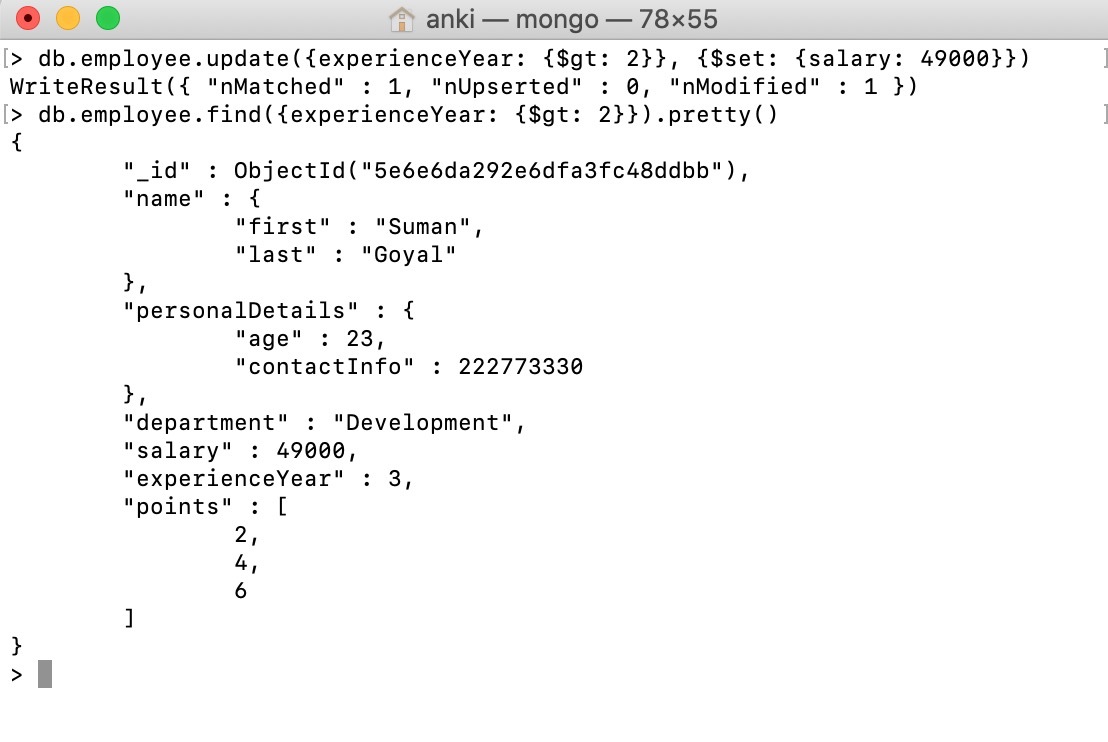 anki — mongo — 78×55
[> db.employee.update({experienceYear: {$gt: 2}}, {$set: {salary: 49000}}) ]
WriteResult({ "nMatched" : 1, "nUpserted" : 0, "nModified" : 1 })
[> db.employee.find({experienceYear: {$gt: 2}}).pretty() ]
{
"_id" : ObjectId("5e6e6da292e6dfa3fc48ddbb"),
"name" : {
"first" : "Suman",
"last" : "Goyal"
},
"personalDetails" : {
"age" : 23,
"contactInfo" : 222773330
},
"department" : "Development",
"salary" : 49000,
"experienceYear" : 3,
"points" : [
2,
4,
6
]
}
>